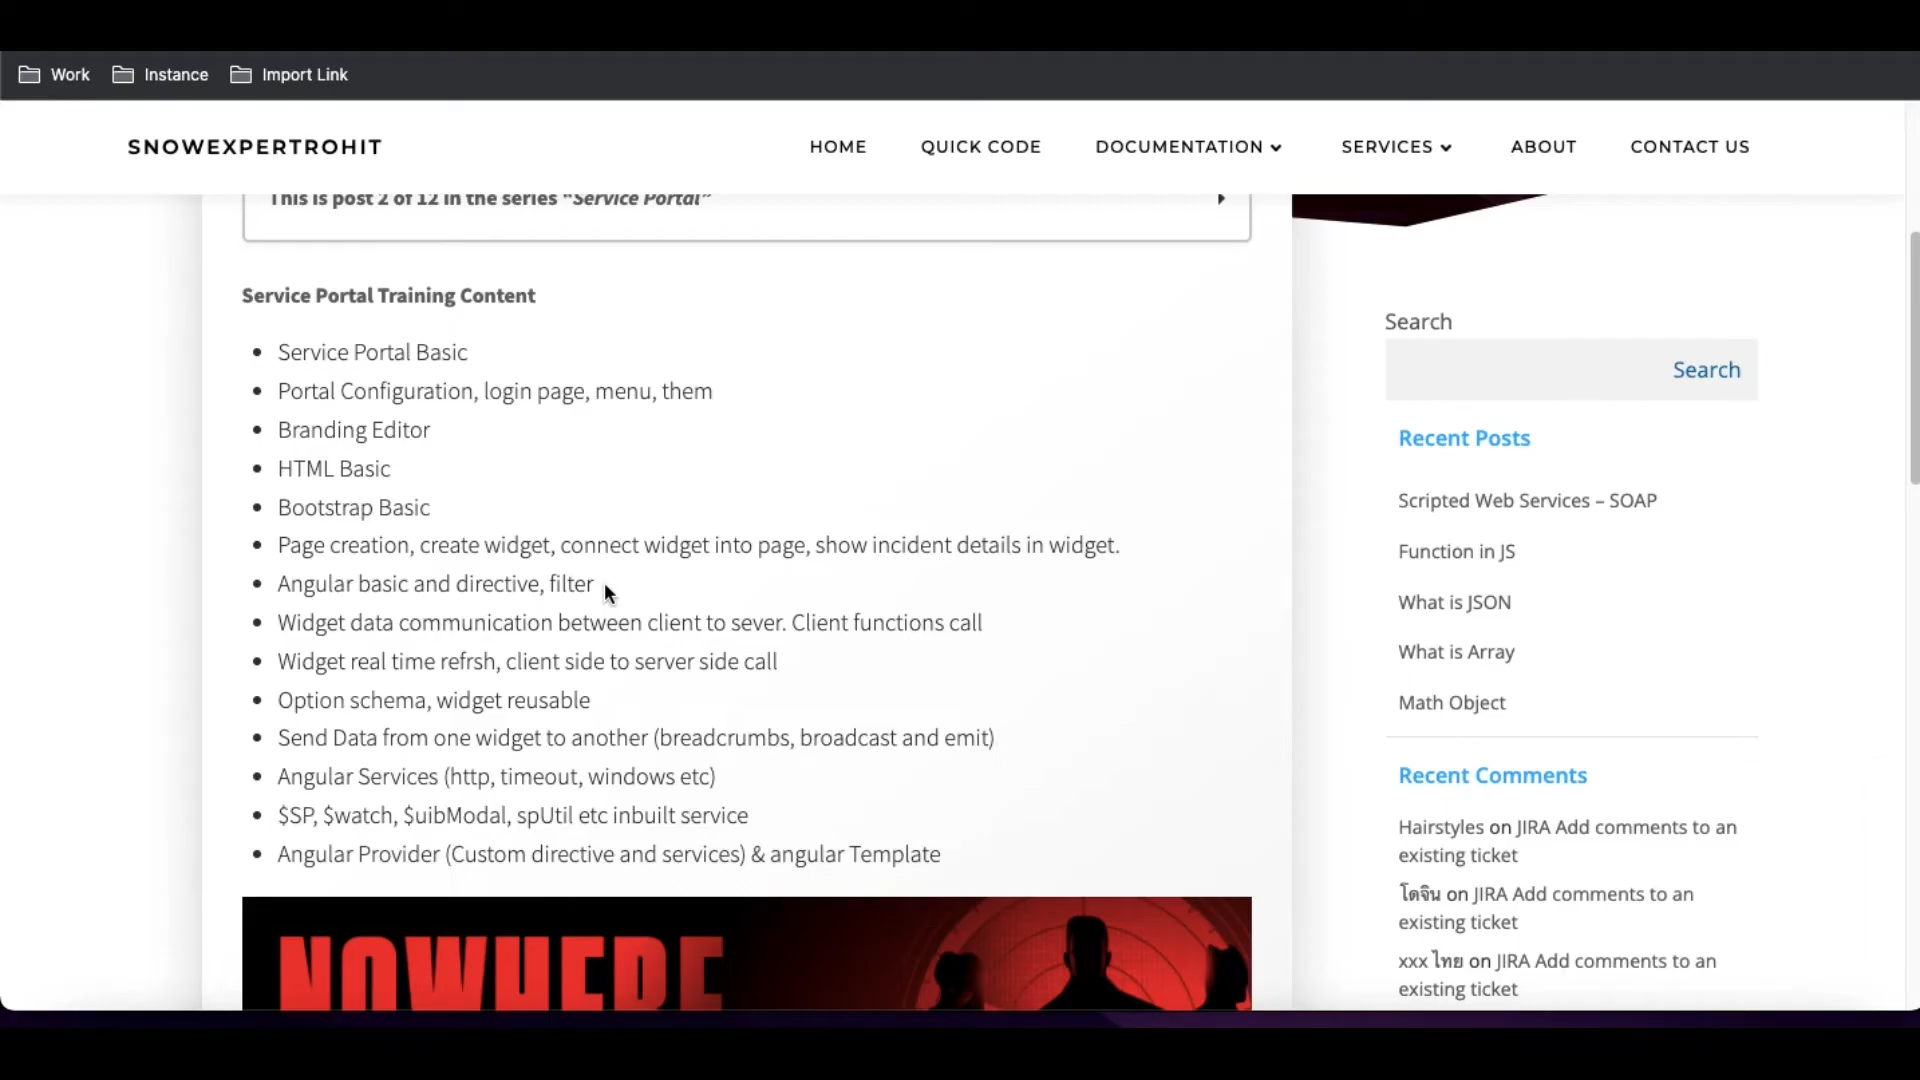 Work Instance Import Link
SNOWEXPERTROHIT
HOME QUICK CODE DOCUMENTATION SERVICES ABOUT CONTACT US
This is post 2 of 12 in the series “Service Portal”
Service Portal Training Content
Service Portal Basic
Portal Configuration, login page, menu, them
Branding Editor
HTML Basic
Bootstrap Basic
Page creation, create widget, connect widget into page, show incident details in widget.
Angular basic and directive, filter
Widget data communication between client to sever. Client functions call
Widget real time refrsh, client side to server side call
Option schema, widget reusable
Send Data from one widget to another (breadcrumbs, broadcast and emit)
Angular Services (http, timeout, windows etc)
$SP, $watch, $uibModal, spUtil etc inbuilt service
Angular Provider (Custom directive and services) & angular Template
NOWHERE
Search
Search
Recent Posts
Scripted Web Services – SOAP
Function in JS
What is JSON
What is Array
Math Object
Recent Comments
Hairstyles on JIRA Add comments to an
existing ticket
โดจิน on JIRA Add comments to an
existing ticket
xxx ไทย on JIRA Add comments to an
existing ticket